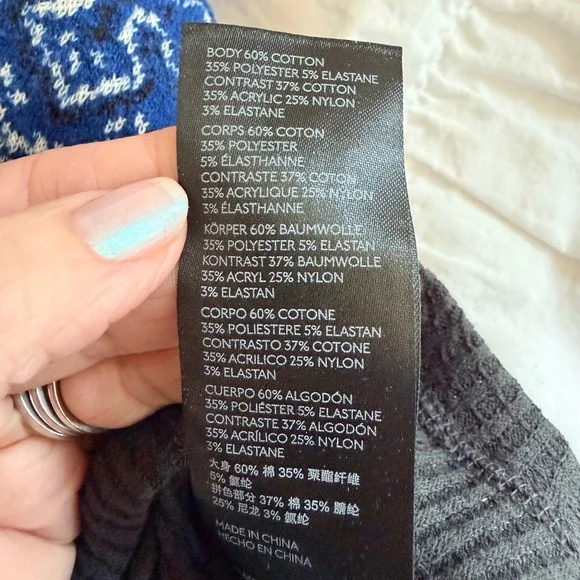 BODY 60% COTTON
35% POLYESTER 5% ELASTANE
CONTRAST 37% COTTON
35% ACRYLIC 25% NYLON
3% ELASTANE
CORPS 60% COTON
35% POLYESTER
5% ÉLASTHANNE
CONTRASTE 37% COTON
35% ACRYLIQUE 25% NYLON
3% ÉLASTHANNE
KÖRPER 60% BAUMWOLLE
35% POLYESTER 5% ELASTAN
KONTRAST 37% BAUMWOLLE
35% ACRYL 25% NYLON
3% ELASTAN
CORPO 60% COTONE
35% POLIESTERE 5% ELASTAN
CONTRASTO 37% COTONE
35% ACRILICO 25% NYLON
3% ELASTAN
CUERPO 60% ALGODÓN
35% POLIÉSTER 5% ELASTANE
CONTRASTE 37% ALGODÓN
35% ACRÍLICO 25% NYLON
3% ELASTANE
大身 60% 棉 35% 聚酯纤维
5% 氨纶
拼色部分 37% 棉 35% 腈纶
25% 尼龙 3% 氨纶
MADE IN CHINA
HECHO EN CHINA